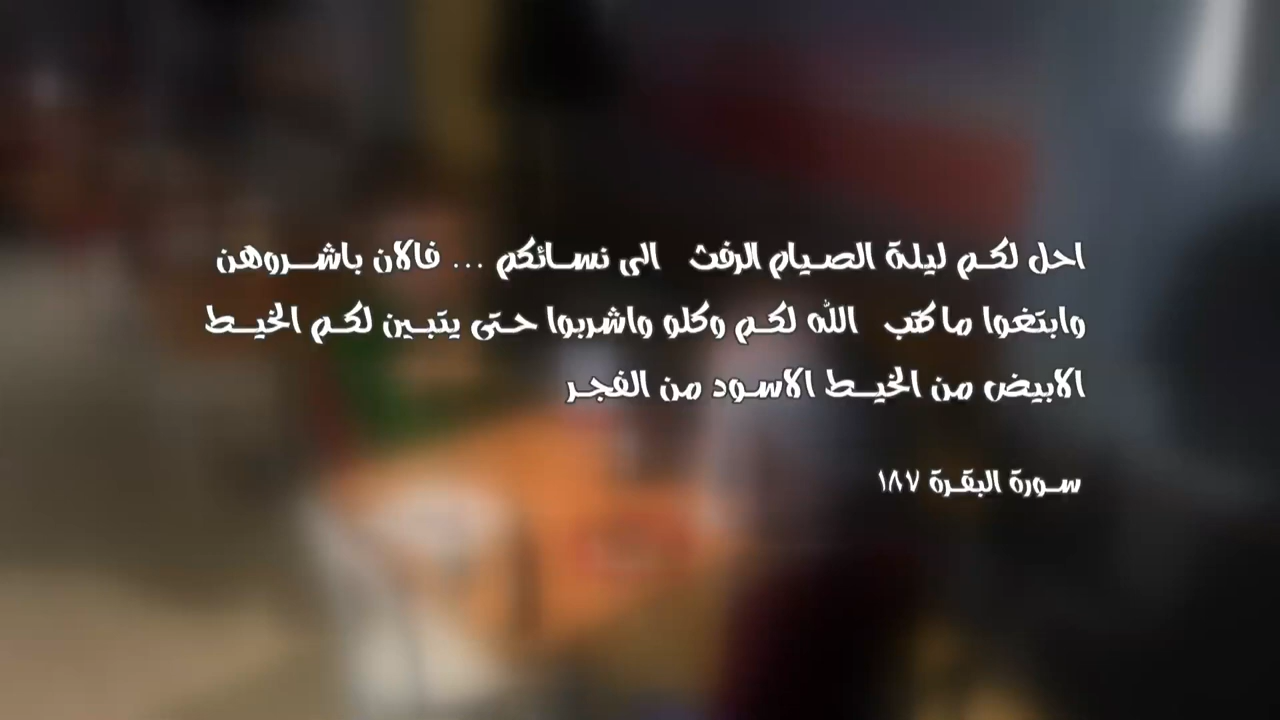 احل لكم ليلة الصيام الرفث الى نسائكم ... فالان باشروهن
وابتغوا ما كتب الله لكم وكلو واشربوا حتى يتبين لكم الخيط
الابيض من الخيط الاسود من الفجر
سورة البقرة ١٨٧